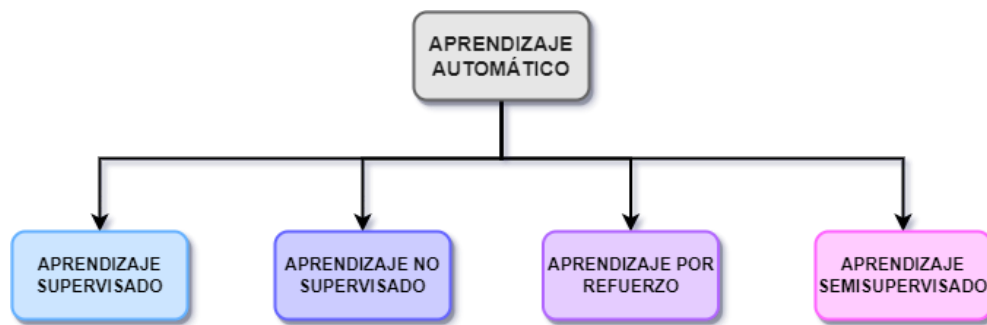 APRENDIZAJE
AUTOMÁTICO
APRENDIZAJE
SUPERVISADO
APRENDIZAJE NO
SUPERVISADO
APRENDIZAJE POR
REFUERZO
APRENDIZAJE
SEMISUPERVISADO